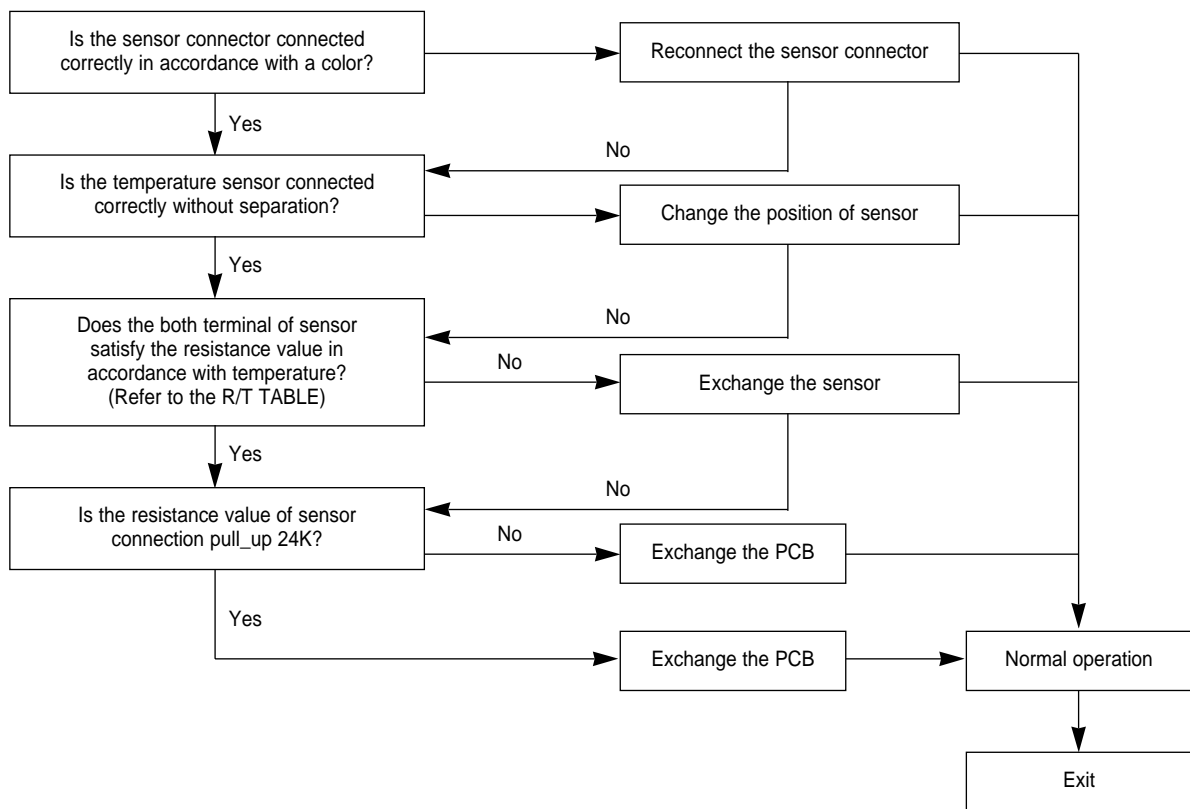 Is the sensor connector connected
correctly in accordance with a color?
Reconnect the sensor connector
Yes
No
Is the temperature sensor connected
correctly without separation?
Change the position of sensor
Yes
No
Does the both terminal of sensor
satisfy the resistance value in
accordance with temperature?
(Refer to the R/T TABLE)
No
Exchange the sensor
Yes
No
Is the resistance value of sensor
connection pull_up 24K?
No
Exchange the PCB
Yes
Exchange the PCB
Normal operation
Exit